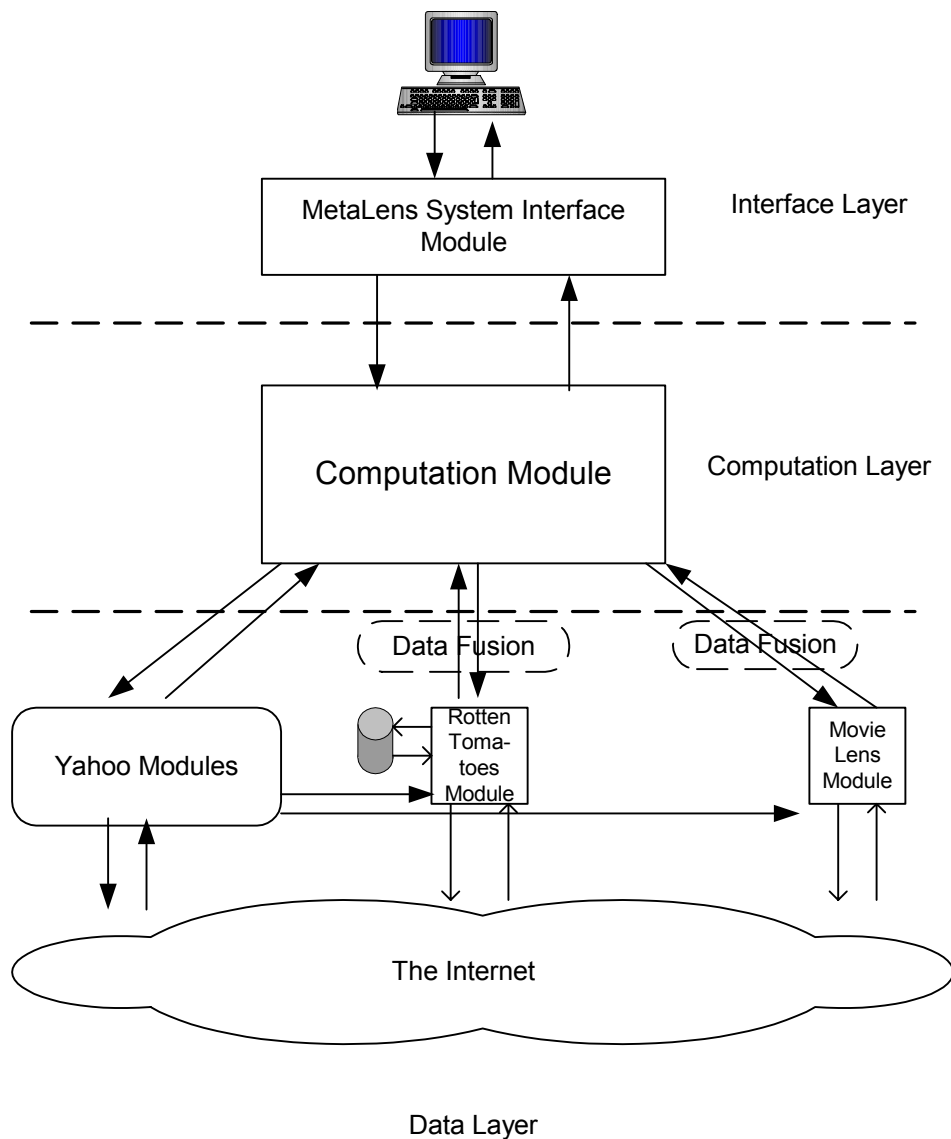 MetaLens System Interface
Module
Interface Layer
Computation Module
Computation Layer
Data Fusion
Data Fusion
Yahoo Modules
Rotten
Toma-
toes
Module
Movie
Lens
Module
The Internet
Data Layer